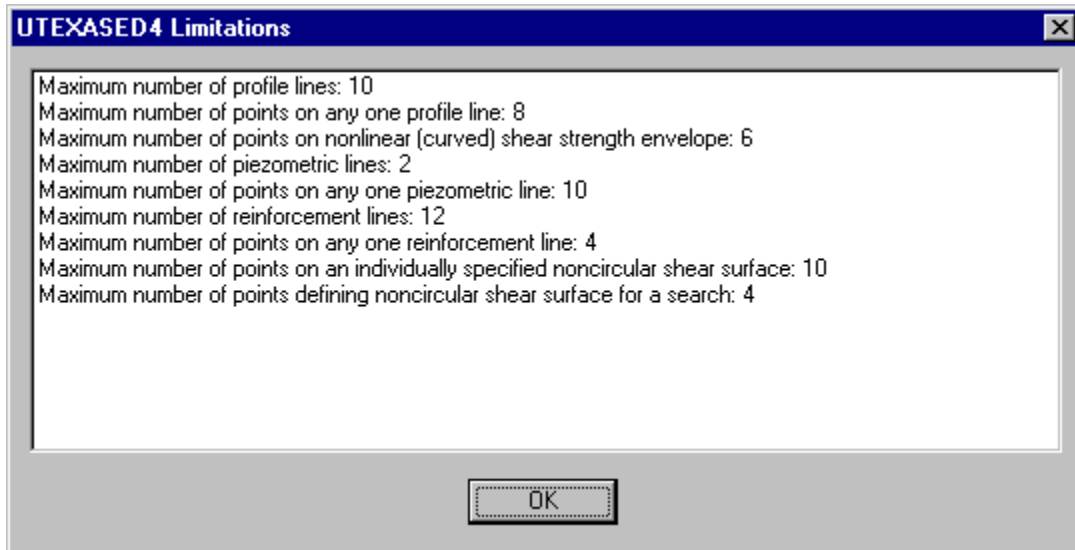 UTEXASED4 Limitations
Maximum number of profile lines: 10
Maximum number of points on any one profile line: 8
Maximum number of points on nonlinear (curved) shear strength envelope: 6
Maximum number of piezometric lines: 2
Maximum number of points on any one piezometric line: 10
Maximum number of reinforcement lines: 12
Maximum number of points on any one reinforcement line: 4
Maximum number of points on an individually specified noncircular shear surface: 10
Maximum number of points defining noncircular shear surface for a search: 4
OK